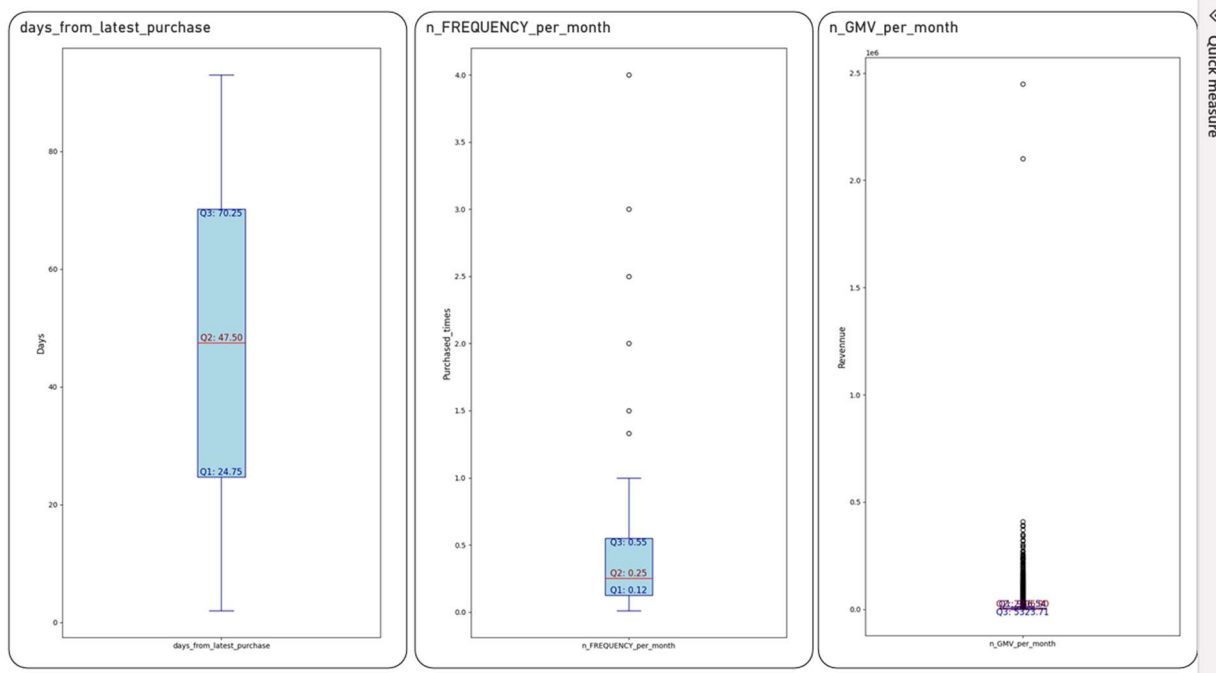 days_from_latest_purchase
80
60
40
20
0
Days
Q3: 70.25
Q2: 47.50
Q1: 24.75
days_from_latest_purchase
n_FREQUENCY_per_month
4.0
3.5
3.0
2.5
2.0
1.5
1.0
0.5
0.0
Purchased_times
Q3: 0.55
Q2: 0.25
Q1: 0.12
n_FREQUENCY_per_month
n_GMV_per_month
1e6
2.5
2.0
1.5
1.0
0.5
0.0
Revennue
Q3: 5323.71
n_GMV_per_month
Quick measure